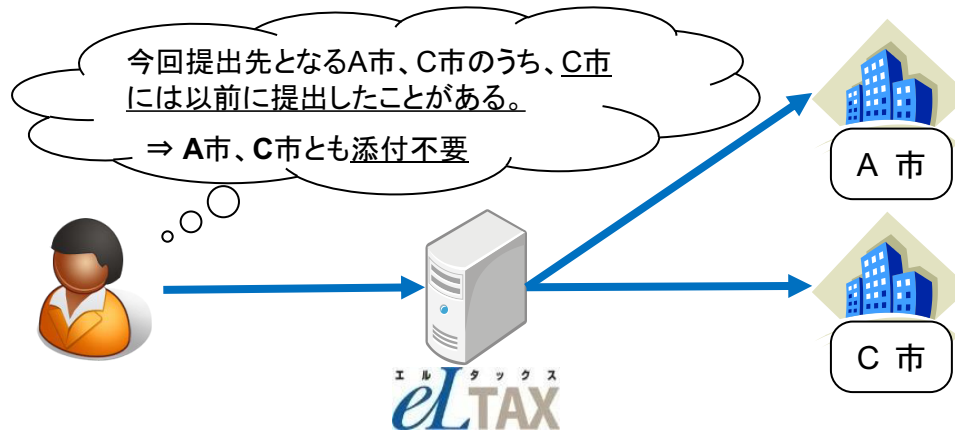 今回提出先となるA市、C市のうち、C市
には以前に提出したことがある。
⇒ A市、C市とも添付不要
A 市
C 市
エルタックス
eLTAX